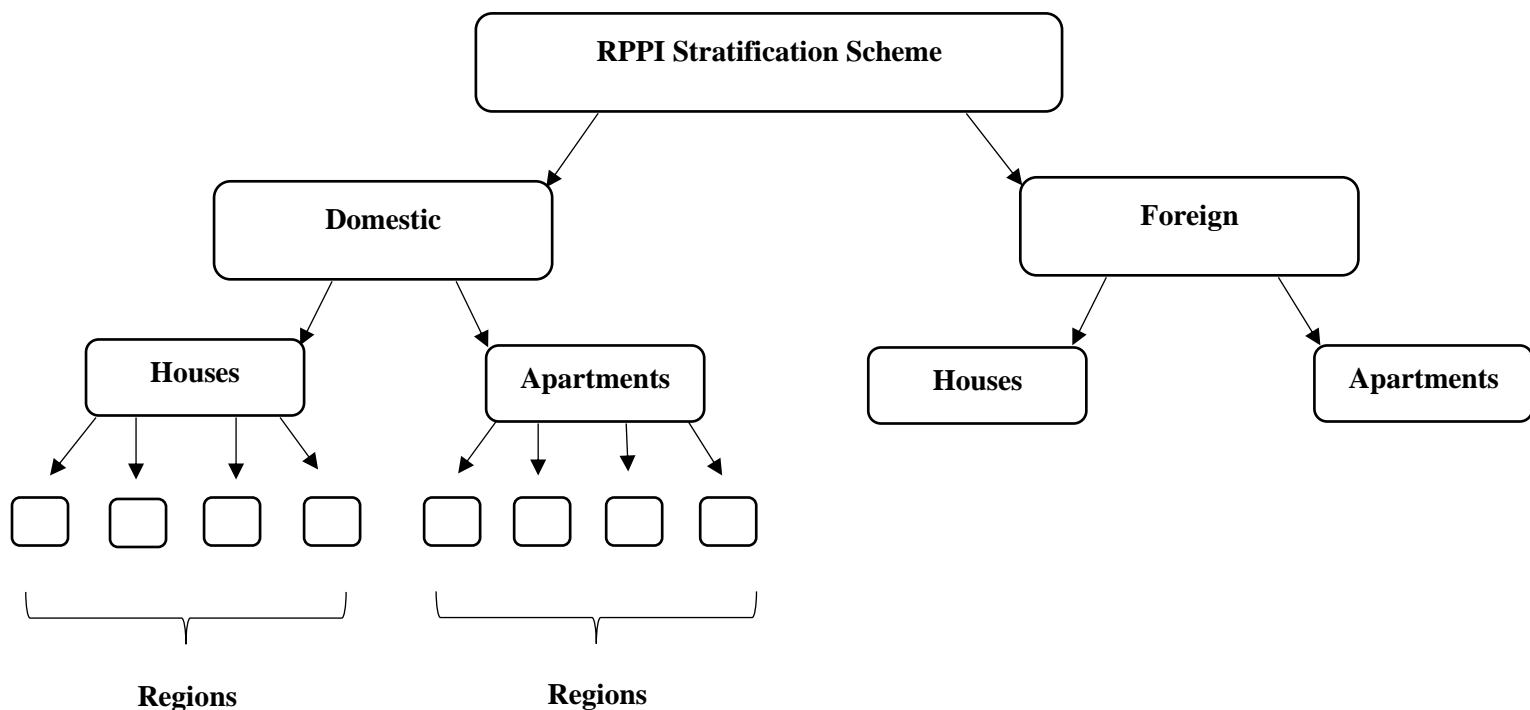 RPPI Stratification Scheme
Domestic
Foreign
Houses
Apartments
Houses
Apartments
Regions
Regions